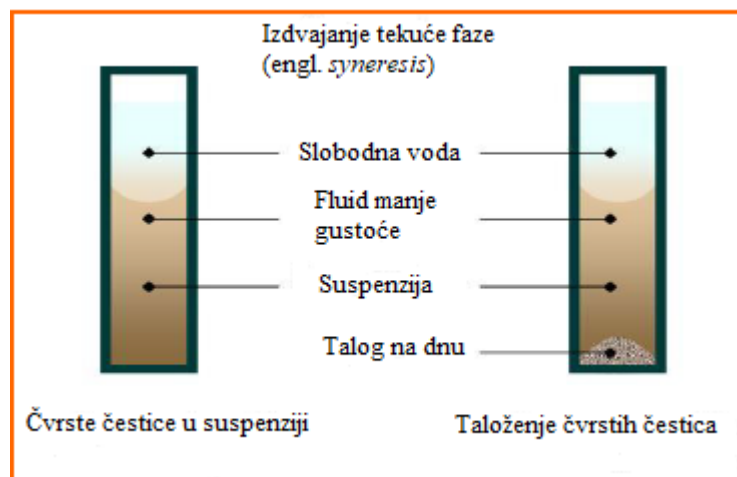 Izdvajanje tekuće faze
(engl. syneresis)
Slobodna voda
Fluid manje
gustoće
Suspenzija
Talog na dnu
Čvrste čestice u suspenziji
Taloženje čvrstih čestica